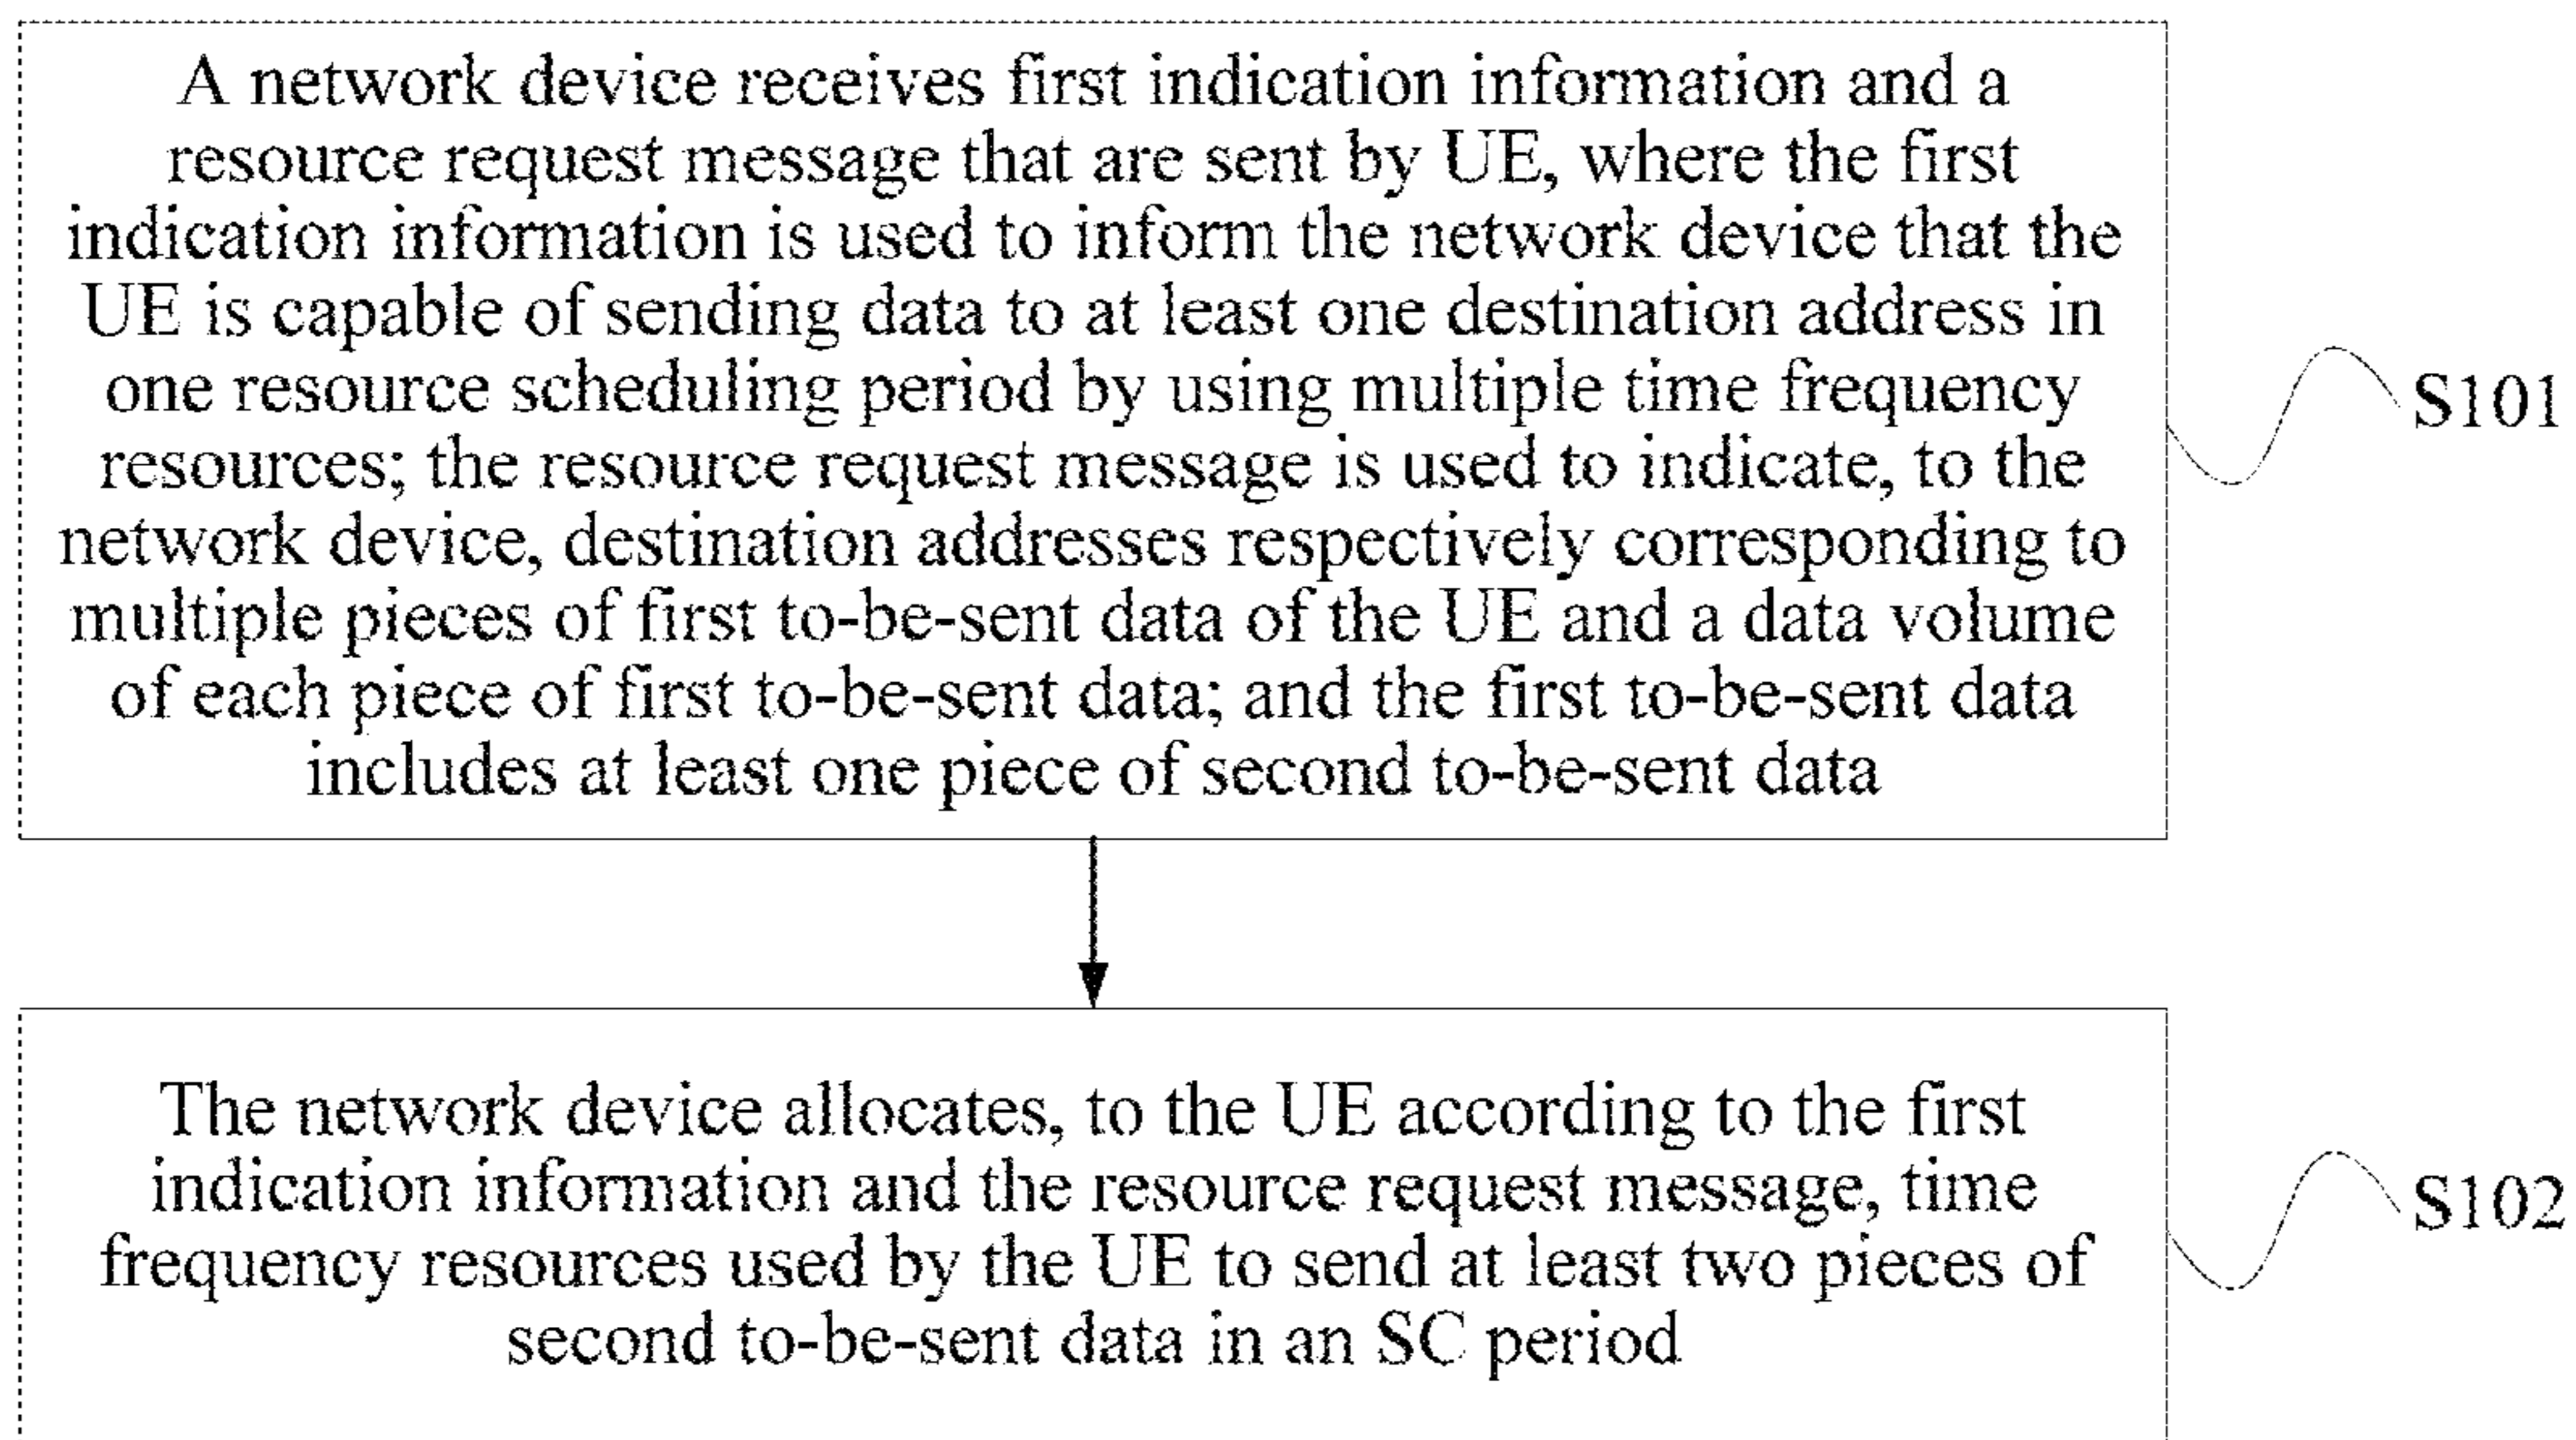 A network device receives first indication information and a
resource request message that are sent by UE, where the first
indication information is used to inform the network device that the
UE is capable of sending data to at least one destination address in
one resource scheduling period by using multiple time frequency
resources; the resource request message is used to indicate, to the
network device, destination addresses respectively corresponding to
multiple pieces of first to-be-sent data of the UE and a data volume
of each piece of first to-be-sent data; and the first to-be-sent data
includes at least one piece of second to-be-sent data
S101
The network device allocates, to the UE according to the first
indication information and the resource request message, time
frequency resources used by the UE to send at least two pieces of
second to-be-sent data in an SC period
S102